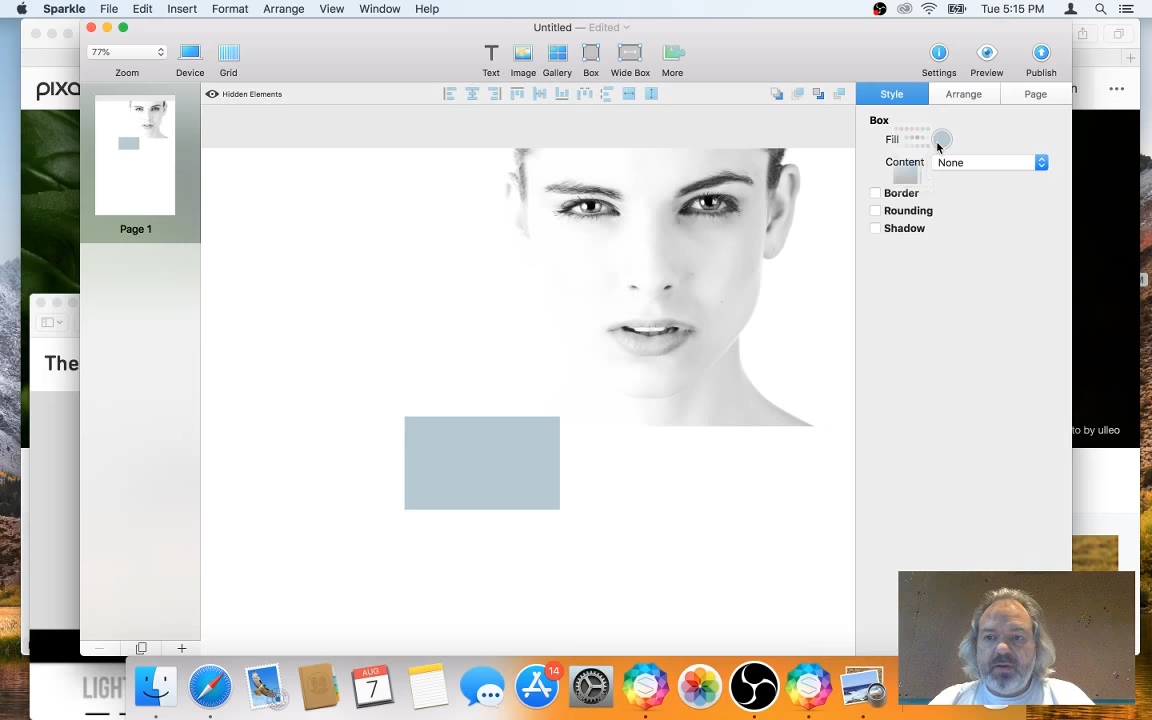 Sparkle File Edit Insert Format Arrange View Window Help Tue 5:15 PM
Untitled — Edited
77%
Zoom Device Grid Text Image Gallery Box Wide Box More Settings Preview Publish
Hidden Elements
Style Arrange Page
Box
Fill
Content None
Border
Rounding
Shadow
Page 1
The
to by ulleo
LIGHT
AUG
7
14